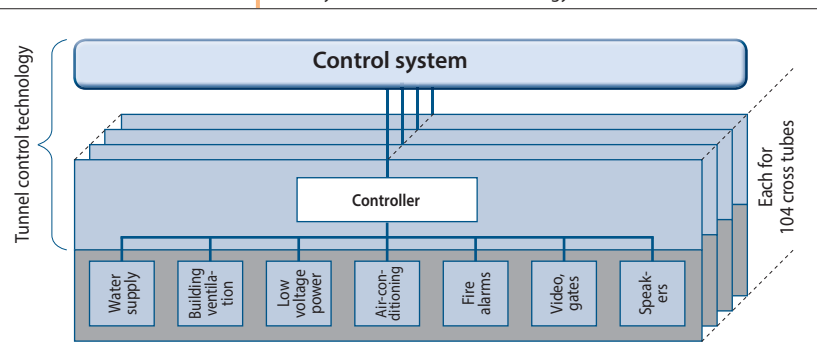 Control system
Tunnel control technology
Controller
Each for
104 cross tubes
Water
supply
Building
ventila-
tion
Low
voltage
power
Air-con-
ditioning
Fire
alarms
Video,
gates
Speak-
ers